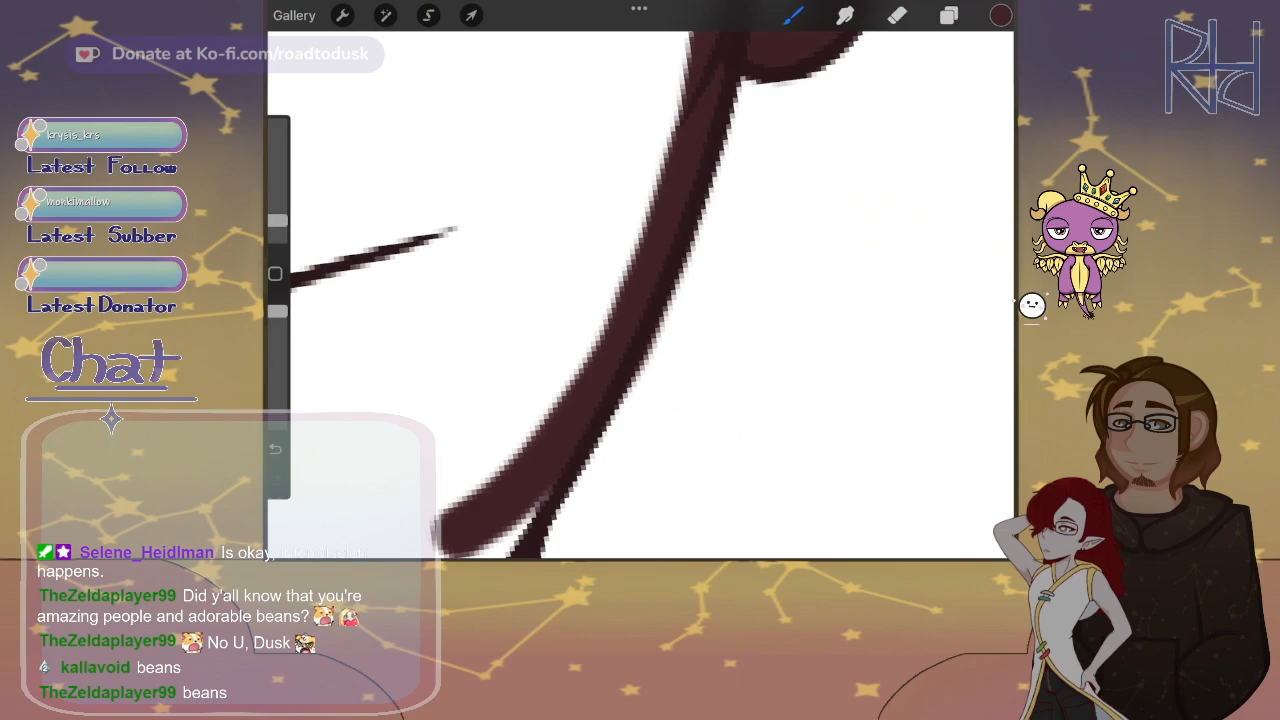 Gallery
Donate at Ko-fi.com/roadtodusk
RHd
krysis_krs
Latest Follow
monkimallow
Latest Subber
Latest Donator
Chat
Selene_Heidlman Is okay,
happens.
TheZeldaplayer99 Did y'all know that you're
amazing people and adorable beans?
TheZeldaplayer99 No U, Dusk
kallavoid beans
TheZeldaplayer99 beans